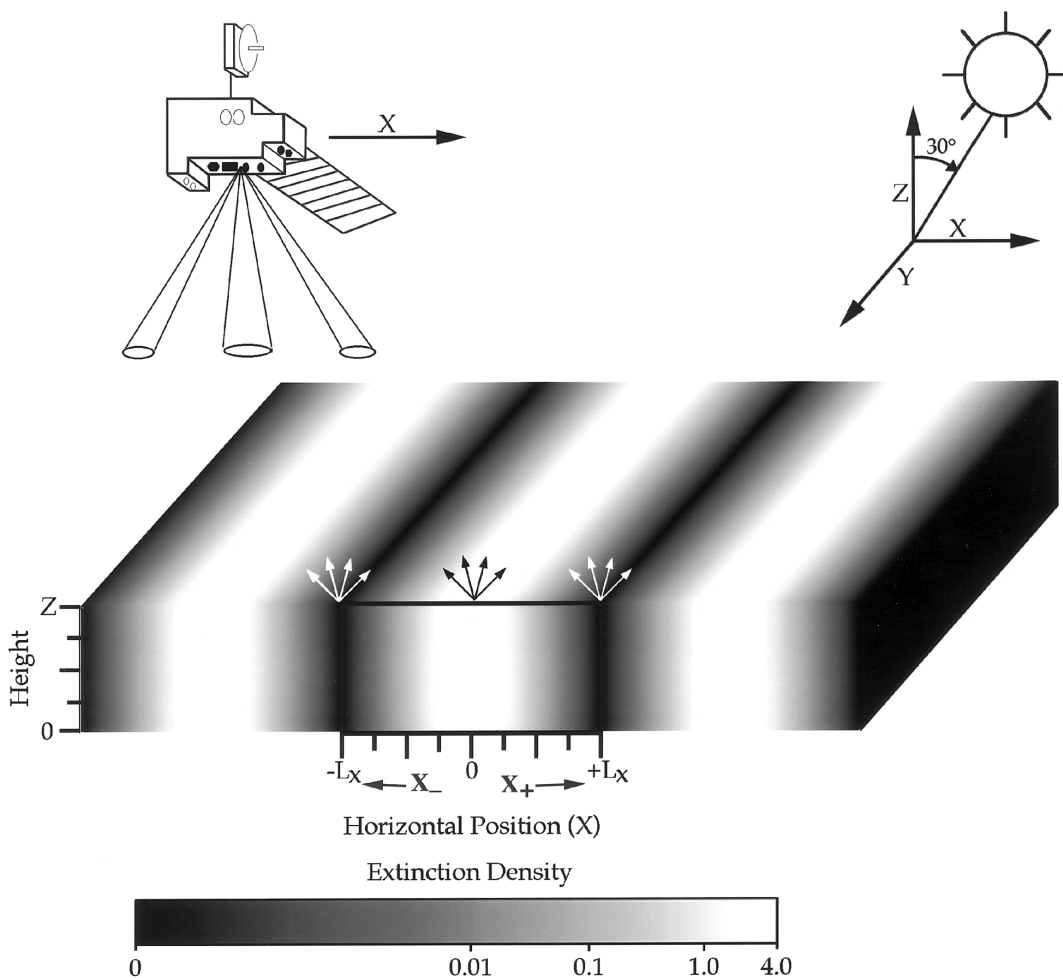 X
30°
Z
X
Y
Z
Height
0
-Lx 0 +Lx
X_ X+
Horizontal Position (X)
Extinction Density
0 0.01 0.1 1.0 4.0